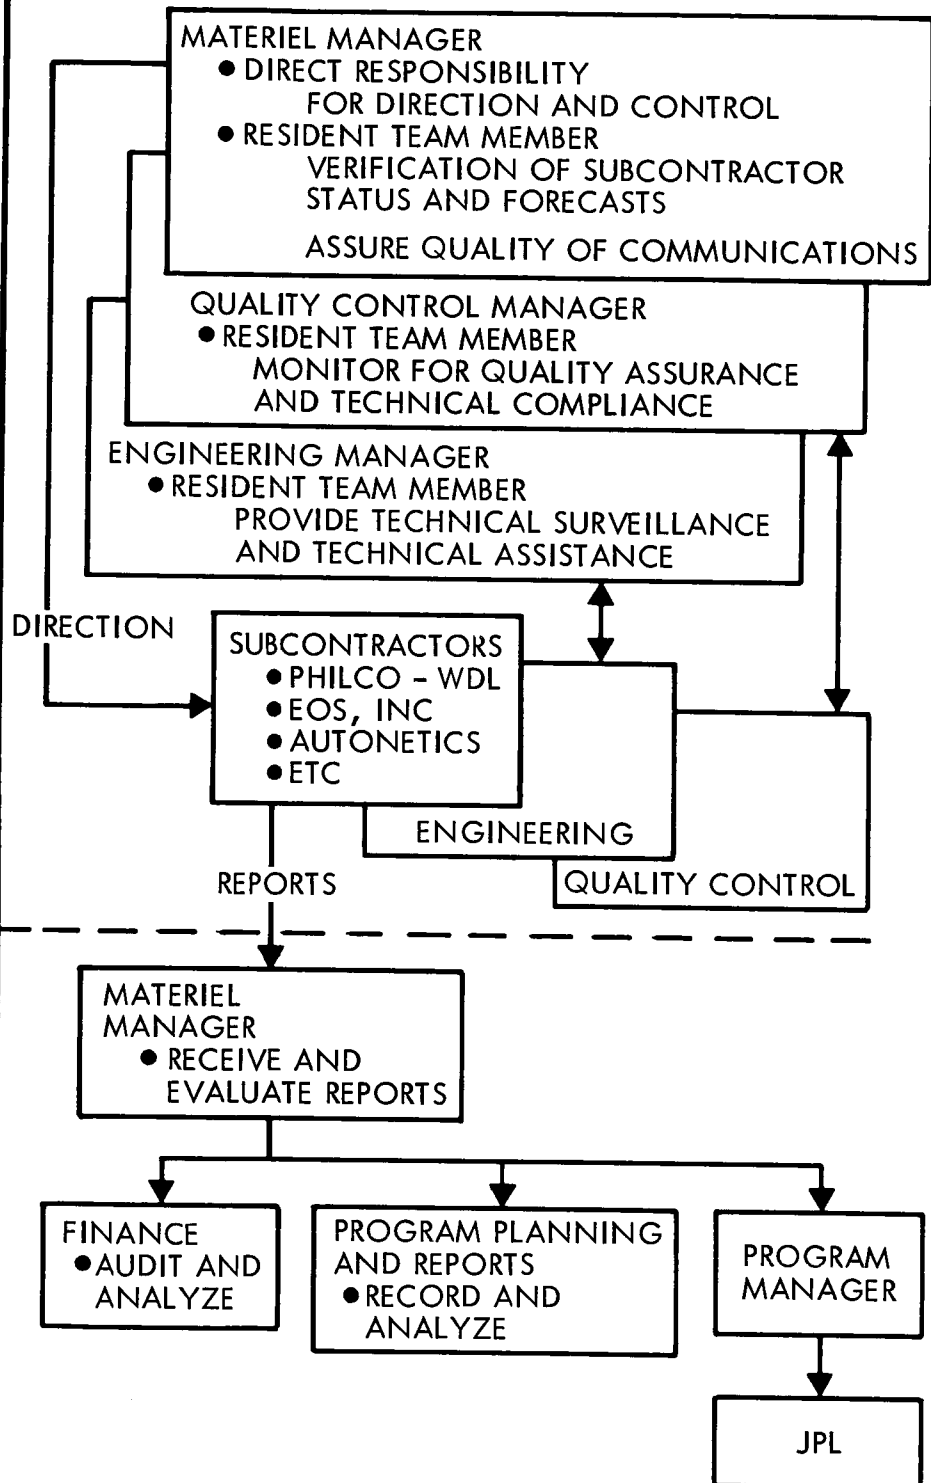 MATERIEL MANAGER
• DIRECT RESPONSIBILITY
FOR DIRECTION AND CONTROL
• RESIDENT TEAM MEMBER
VERIFICATION OF SUBCONTRACTOR
STATUS AND FORECASTS
ASSURE QUALITY OF COMMUNICATIONS
QUALITY CONTROL MANAGER
• RESIDENT TEAM MEMBER
MONITOR FOR QUALITY ASSURANCE
AND TECHNICAL COMPLIANCE
ENGINEERING MANAGER
• RESIDENT TEAM MEMBER
PROVIDE TECHNICAL SURVEILLANCE
AND TECHNICAL ASSISTANCE
DIRECTION
SUBCONTRACTORS
• PHILCO - WDL
• EOS, INC
• AUTONETICS
• ETC
ENGINEERING
QUALITY CONTROL
REPORTS
MATERIEL
MANAGER
• RECEIVE AND
EVALUATE REPORTS
FINANCE
• AUDIT AND
ANALYZE
PROGRAM PLANNING
AND REPORTS
• RECORD AND
ANALYZE
PROGRAM
MANAGER
JPL